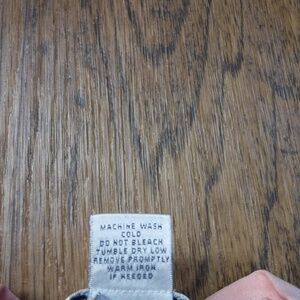 MACHINE WASH
COLD
DO NOT BLEACH
TUMBLE DRY LOW
REMOVE PROMPTLY
WARM IRON
IF NEEDED